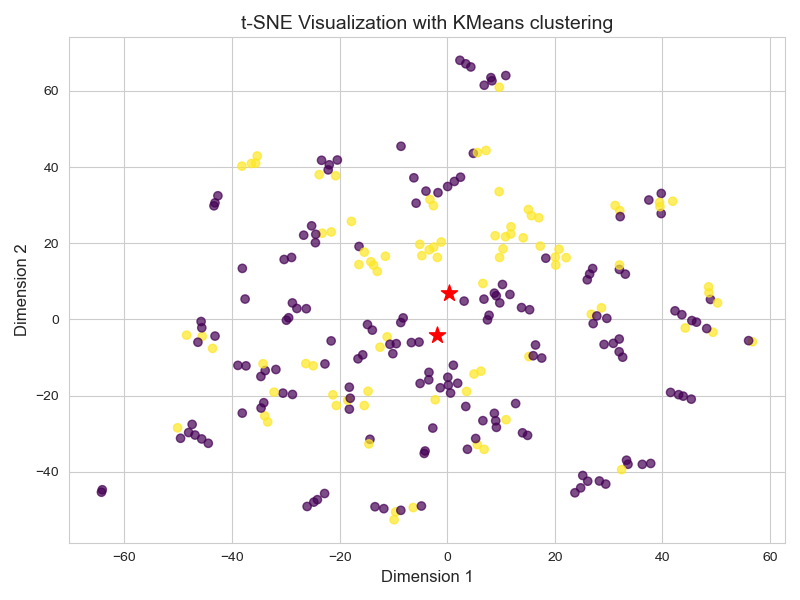 t-SNE Visualization with KMeans clustering
60
40
20
0
−20
−40
Dimension 2
−60 −40 −20 0 20 40 60
Dimension 1